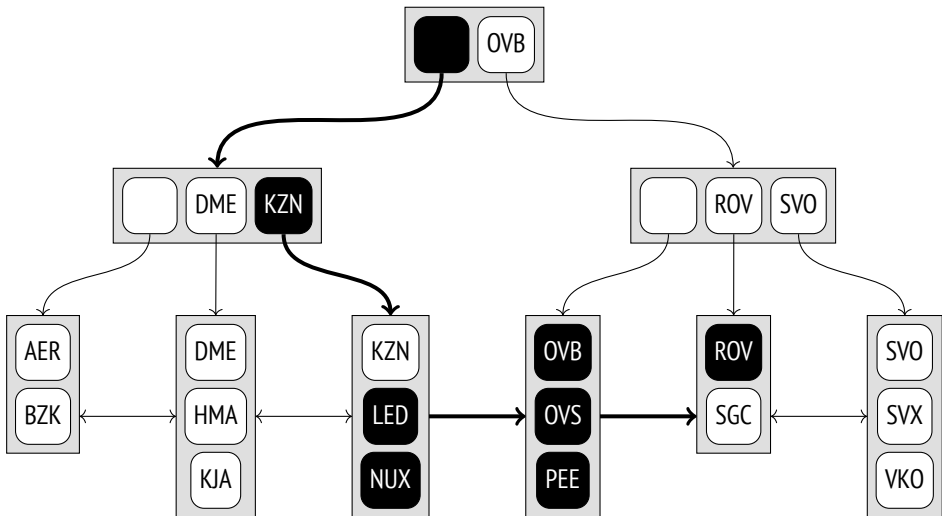 OVB
DME KZN
ROV SVO
AER
BZK
DME
HMA
KJA
KZN
LED
NUX
OVB
OVS
PEE
ROV
SGC
SVO
SVX
VKO